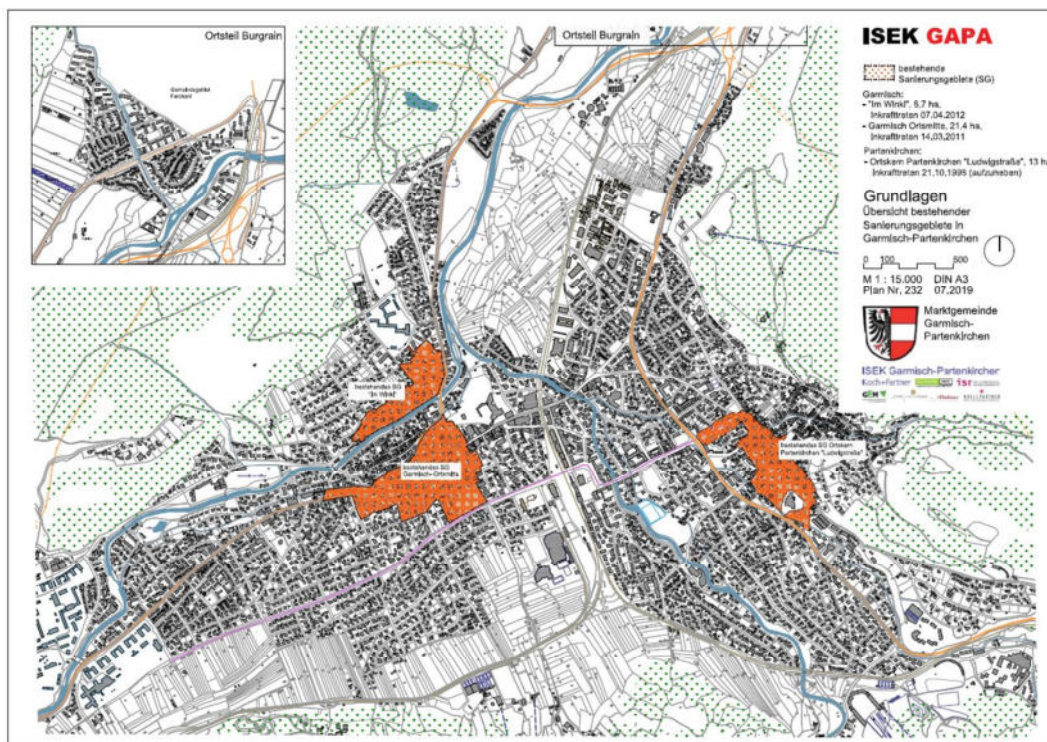 Ortsteil Burgrain
Ortsteil Burgrain
bestehendes SG
"Im Winkl"
bestehendes SG
Garmisch-Ortsmitte
bestehendes SG Ortskern
Partenkirchen "Ludwigstraße"
ISEK GAPA
bestehende
Sanierungsgebiete (SG)
Garmisch:
- "Im Winkl", 6,7 ha,
Inkrafttreten 07.04.2012
- Garmisch Ortsmitte, 21,4 ha,
Inkrafttreten 14.03.2011
Partenkirchen:
- Ortskern Partenkirchen "Ludwigstraße", 13 ha
Inkrafttreten 21.10.1998 (aufzuheben)
Grundlagen
Übersicht bestehender
Sanierungsgebiete in
Garmisch-Partenkirchen
0 100 500
M 1 : 15.000 DIN A3
Plan Nr. 232 07.2019
Marktgemeinde
Garmisch-
Partenkirchen
ISEK Garmisch-Partenkirchen
Koch+Partner
isr
GEM